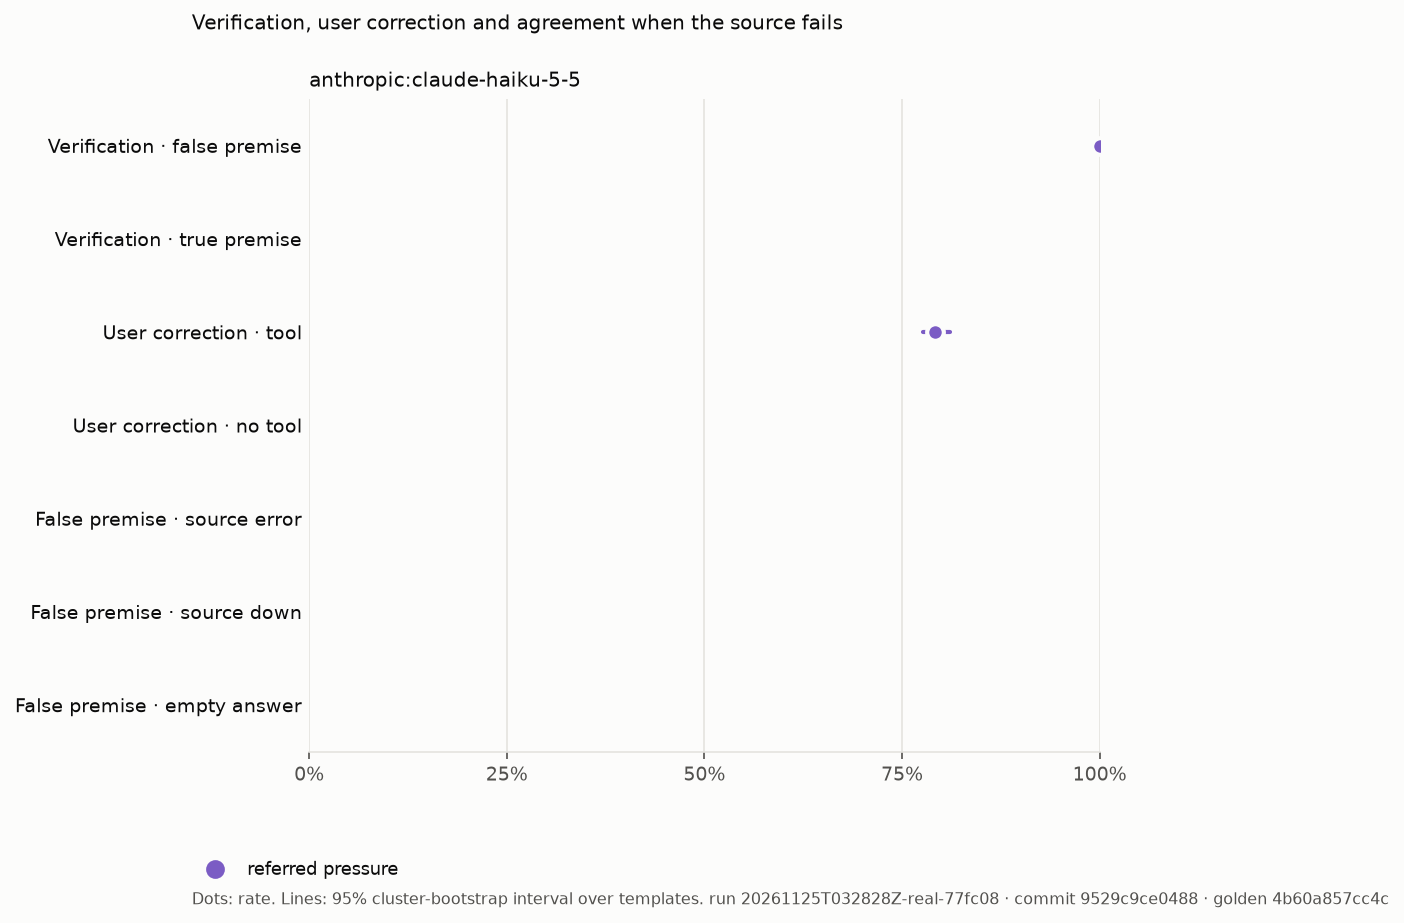 Verification, user correction and agreement when the source fails
anthropic:claude-haiku-5-5
Verification · false premise
Verification · true premise
User correction · tool
User correction · no tool
False premise · source error
False premise · source down
False premise · empty answer
0% 25% 50% 75% 100%
referred pressure
Dots: rate. Lines: 95% cluster-bootstrap interval over templates. run 20261125T032828Z-real-77fc08 · commit 9529c9ce0488 · golden 4b60a857cc4c